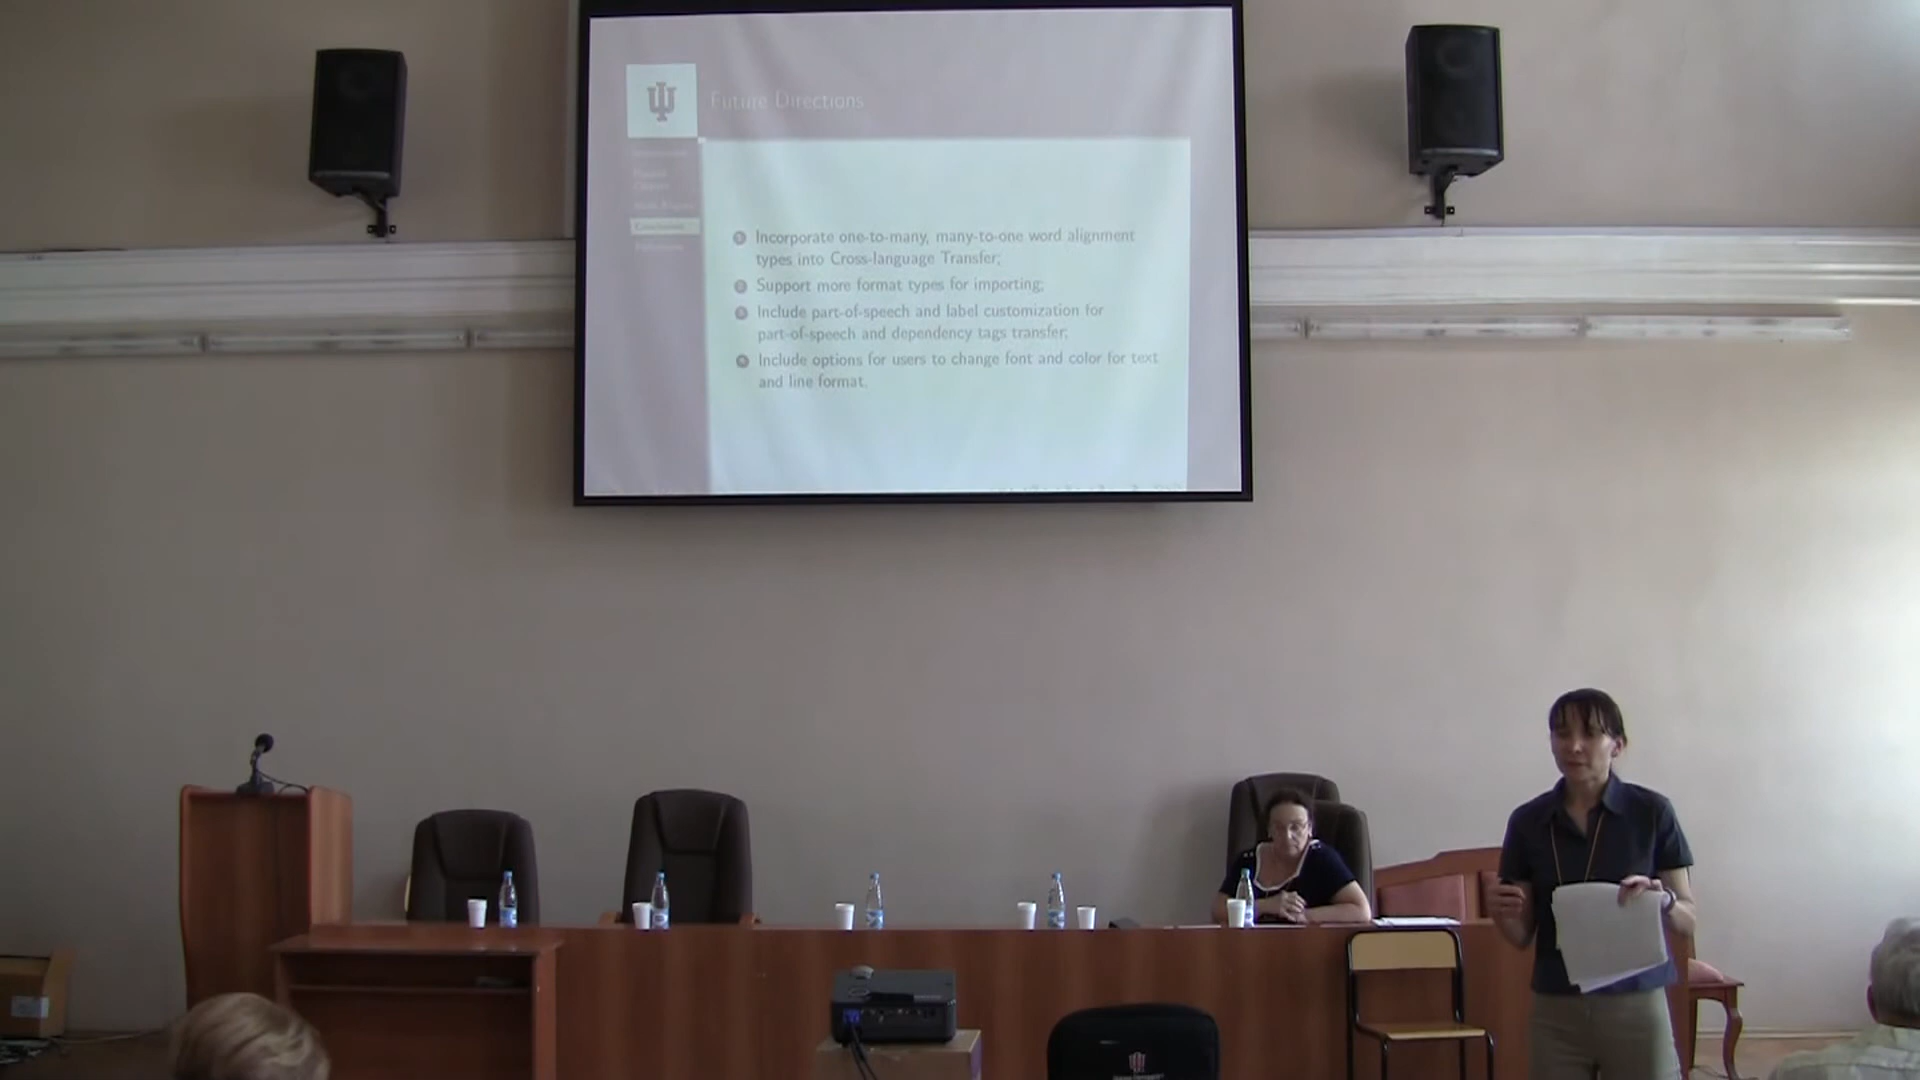 Future Directions
Conclusion
Incorporate one-to-many, many-to-one word alignment
types into Cross-language Transfer;
Support more format types for importing;
Include part-of-speech and label customization for
part-of-speech and dependency tags transfer;
Include options for users to change font and color for text
and line format.